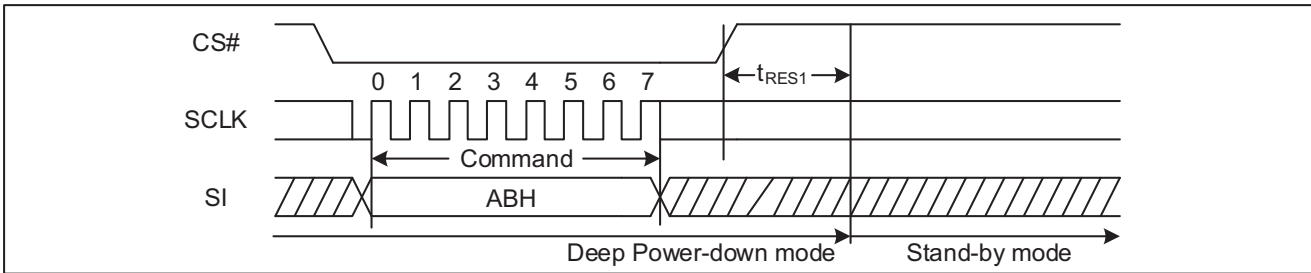 CS#
tRES1
0 1 2 3 4 5 6 7
SCLK
Command
SI
ABH
Deep Power-down mode
Stand-by mode